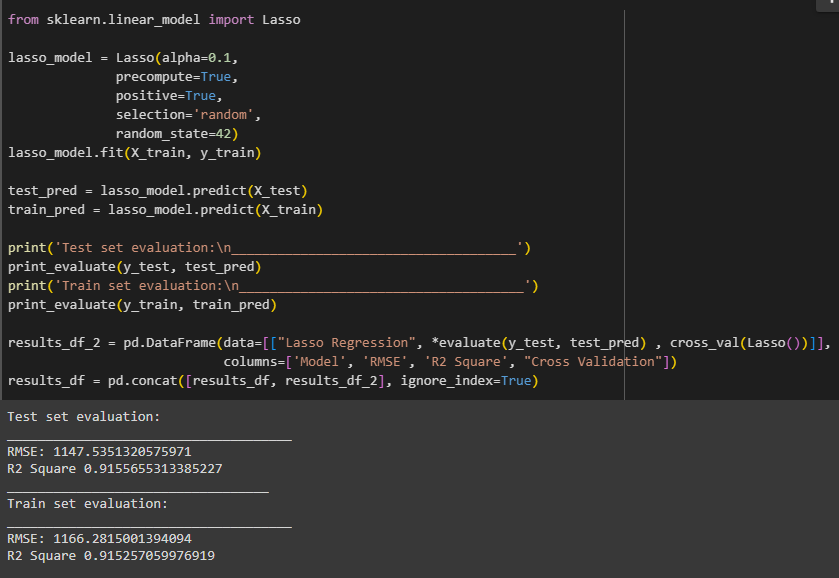 from sklearn.linear_model import Lasso
lasso_model = Lasso(alpha=0.1,
precompute=True,
positive=True,
selection='random',
random_state=42)
lasso_model.fit(X_train, y_train)
test_pred = lasso_model.predict(X_test)
train_pred = lasso_model.predict(X_train)
print('Test set evaluation:\n_____________________________________')
print_evaluate(y_test, test_pred)
print('Train set evaluation:\n_____________________________________')
print_evaluate(y_train, train_pred)
results_df_2 = pd.DataFrame(data=[["Lasso Regression", *evaluate(y_test, test_pred) , cross_val(Lasso())]],
columns=['Model', 'RMSE', 'R2 Square', "Cross Validation"])
results_df = pd.concat([results_df, results_df_2], ignore_index=True)
Test set evaluation:
_____________________________________
RMSE: 1147.5351320575971
R2 Square 0.9155655313385227
__________________________________
Train set evaluation:
_____________________________________
RMSE: 1166.2815001394094
R2 Square 0.915257059976919